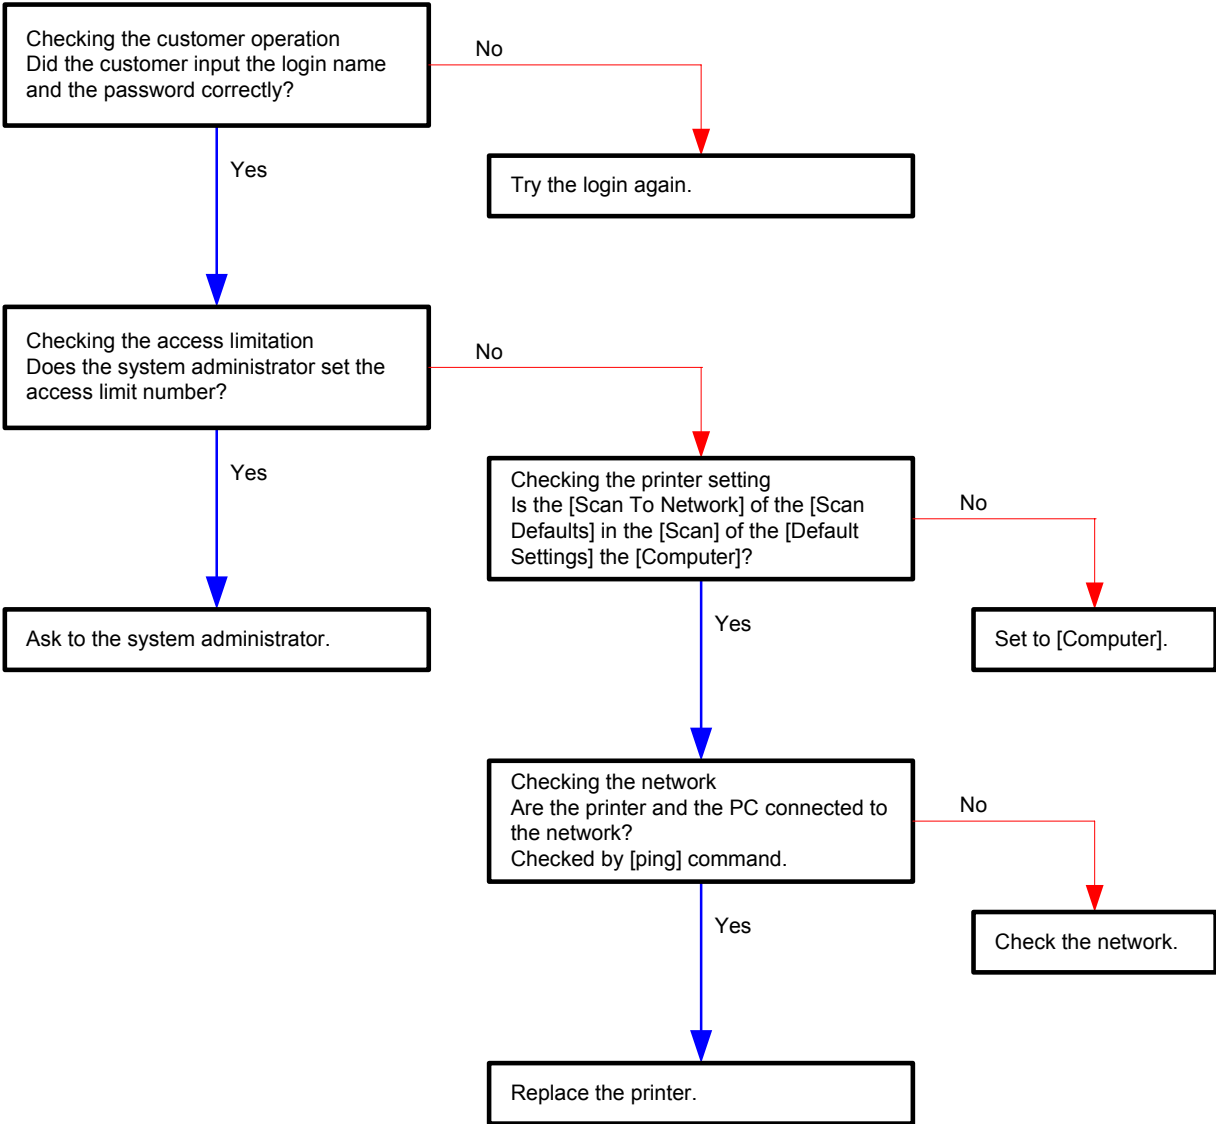 Checking the customer operation
Did the customer input the login name
and the password correctly?
No
Yes
Try the login again.
Checking the access limitation
Does the system administrator set the
access limit number?
No
Yes
Checking the printer setting
Is the [Scan To Network] of the [Scan
Defaults] in the [Scan] of the [Default
Settings] the [Computer]?
No
Ask to the system administrator.
Yes
Set to [Computer].
Checking the network
Are the printer and the PC connected to
the network?
Checked by [ping] command.
No
Yes
Check the network.
Replace the printer.